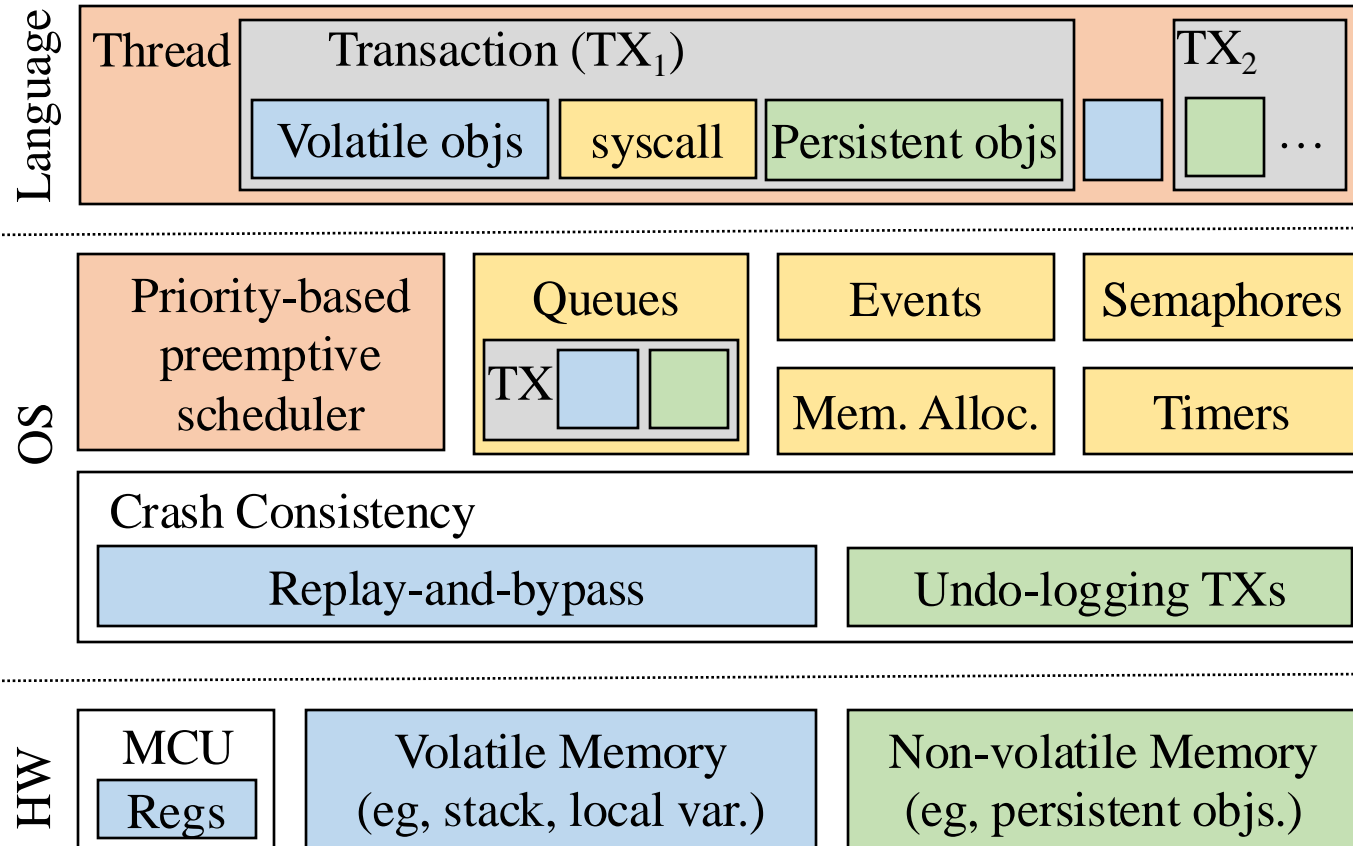 Language
Thread
Transaction (TX₁)
TX₂
Volatile objs
syscall
Persistent objs
...
OS
Priority-based
preemptive
scheduler
Queues
TX
Events
Semaphores
Mem. Alloc.
Timers
Crash Consistency
Replay-and-bypass
Undo-logging TXs
HW
MCU
Regs
Volatile Memory
(eg, stack, local var.)
Non-volatile Memory
(eg, persistent objs.)